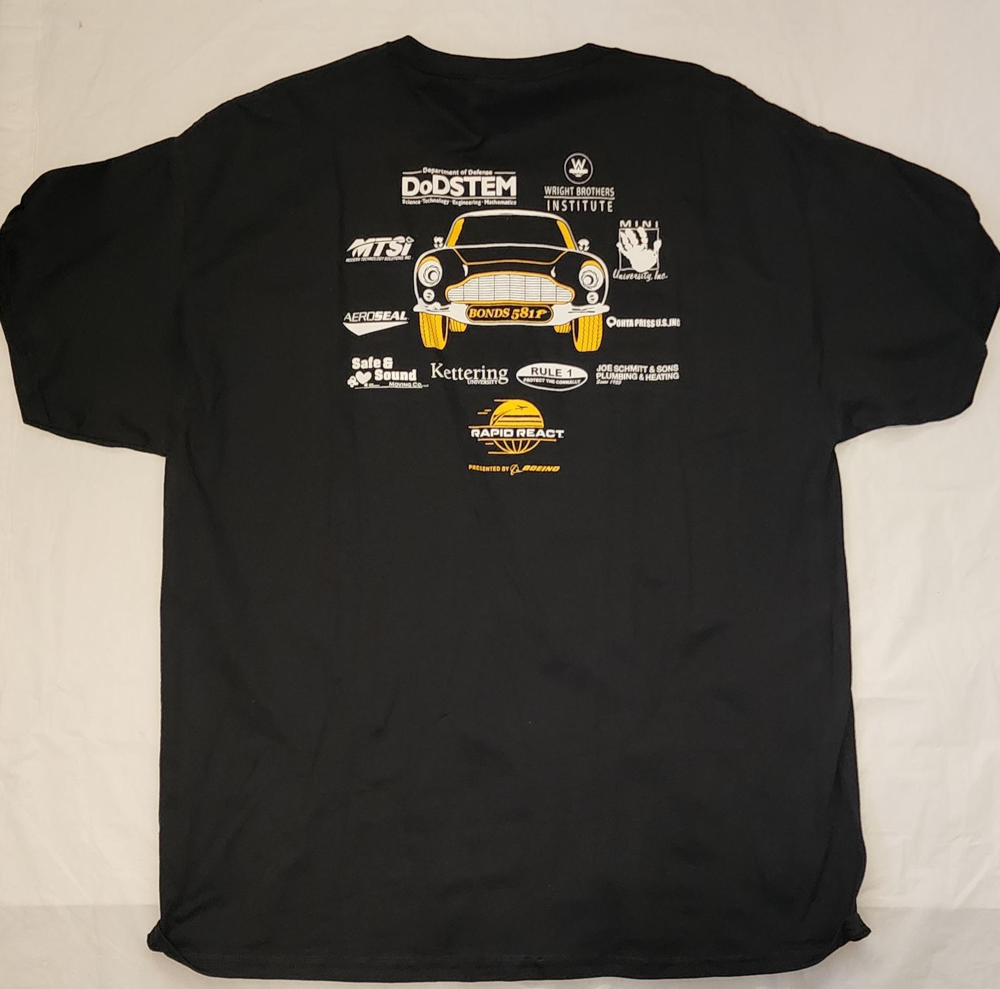 Department of Defense
DoDSTEM
Science·Technology·Engineering·Mathematics
W
WRIGHT BROTHERS
INSTITUTE
MTSi
MODERN TECHNOLOGY SOLUTIONS, INC.
MINI
University, Inc.
BONDS 5811
AEROSEAL
OHTA PRESS U.S., INC
Safe &
Sound
MOVING CO.
Kettering
UNIVERSITY
RULE 1
PROTECT THE CONNALLY
JOE SCHMITT & SONS
PLUMBING & HEATING
Since 1955
RAPID REACT
PRESENTED BY BOEING